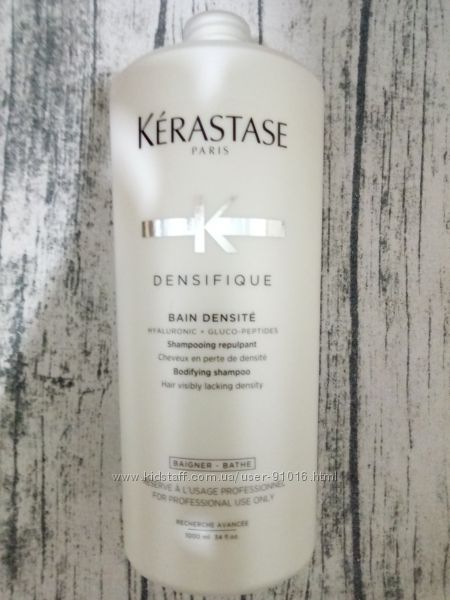 KÉRASTASE
PARIS
K
DENSIFIQUE
BAIN DENSITÉ
HYALURONIC + GLUCO-PEPTIDES
Shampooing repulpant
Cheveux en perte de densité
Bodifying shampoo
Hair visibly lacking density
BAIGNER - BATHE
www.kidstaff.com.ua/user-91016.html
RÉSERVÉ À L'USAGE PROFESSIONNEL
FOR PROFESSIONAL USE ONLY
RECHERCHE AVANCÉE
1000 ml 34 fl.oz.